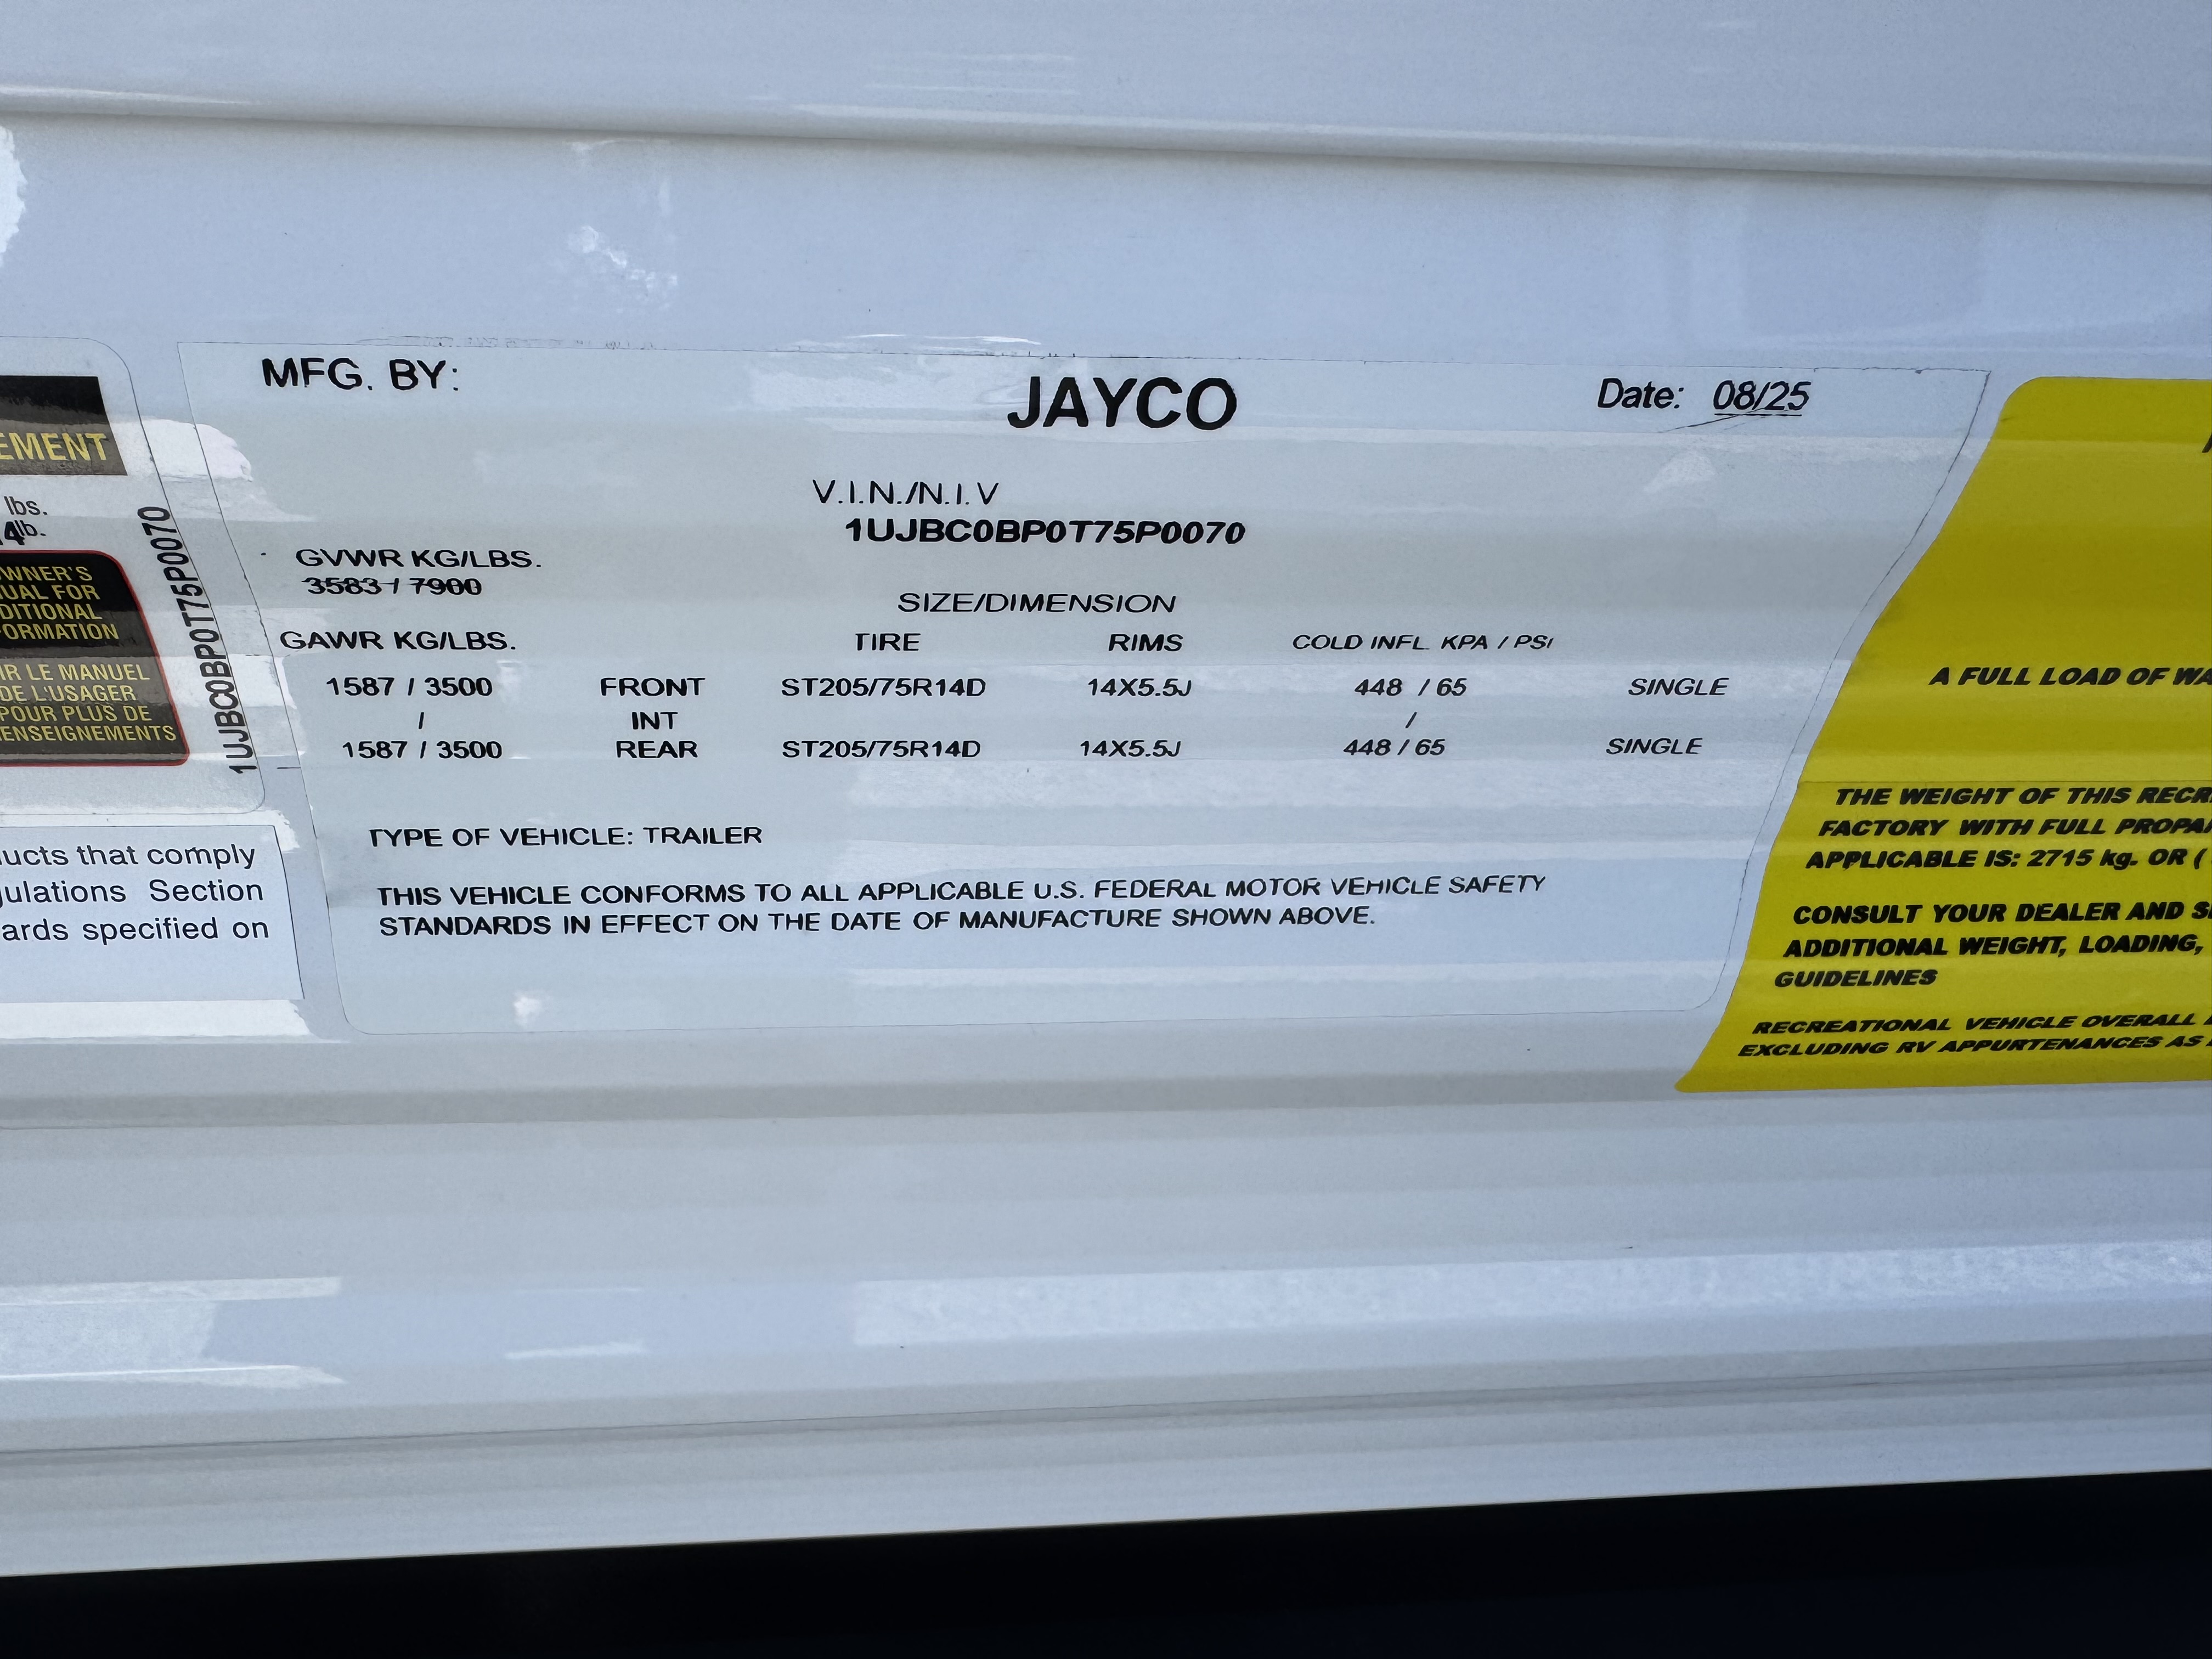 MFG. BY:
JAYCO
Date: 08/25
V.I.N./N.I.V
1UJBC0BP0T75P0070
GVWR KG/LBS.
3583 / 7900
SIZE/DIMENSION
GAWR KG/LBS. TIRE RIMS COLD INFL. KPA / PSI
1587 / 3500 FRONT ST205/75R14D 14X5.5J 448 / 65 SINGLE
/ INT /
1587 / 3500 REAR ST205/75R14D 14X5.5J 448 / 65 SINGLE
TYPE OF VEHICLE: TRAILER
THIS VEHICLE CONFORMS TO ALL APPLICABLE U.S. FEDERAL MOTOR VEHICLE SAFETY
STANDARDS IN EFFECT ON THE DATE OF MANUFACTURE SHOWN ABOVE.
EMENT
lbs.
4lb.
WNER'S
UAL FOR
DITIONAL
ORMATION
IR LE MANUEL
DE L'USAGER
POUR PLUS DE
ENSEIGNEMENTS
1UJBC0BP0T75P0070
ucts that comply
gulations Section
ards specified on
A FULL LOAD OF WA
THE WEIGHT OF THIS RECR
FACTORY WITH FULL PROPA
APPLICABLE IS: 2715 kg. OR (
CONSULT YOUR DEALER AND
ADDITIONAL WEIGHT, LOADING,
GUIDELINES
RECREATIONAL VEHICLE OVERALL
EXCLUDING RV APPURTENANCES AS